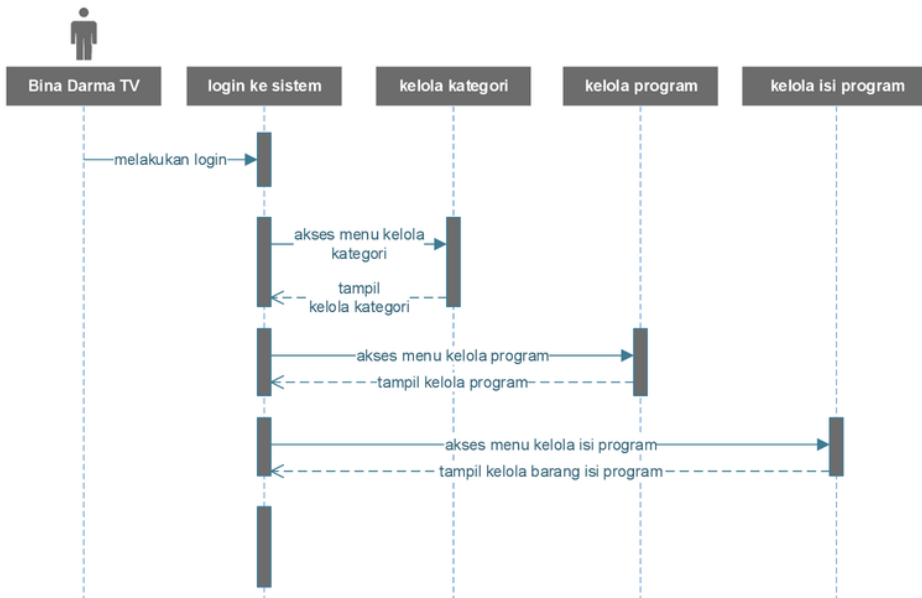 Bina Darma TV
login ke sistem
kelola kategori
kelola program
kelola isi program
melakukan login
akses menu kelola
kategori
tampil
kelola kategori
akses menu kelola program
tampil kelola program
akses menu kelola isi program
tampil kelola barang isi program